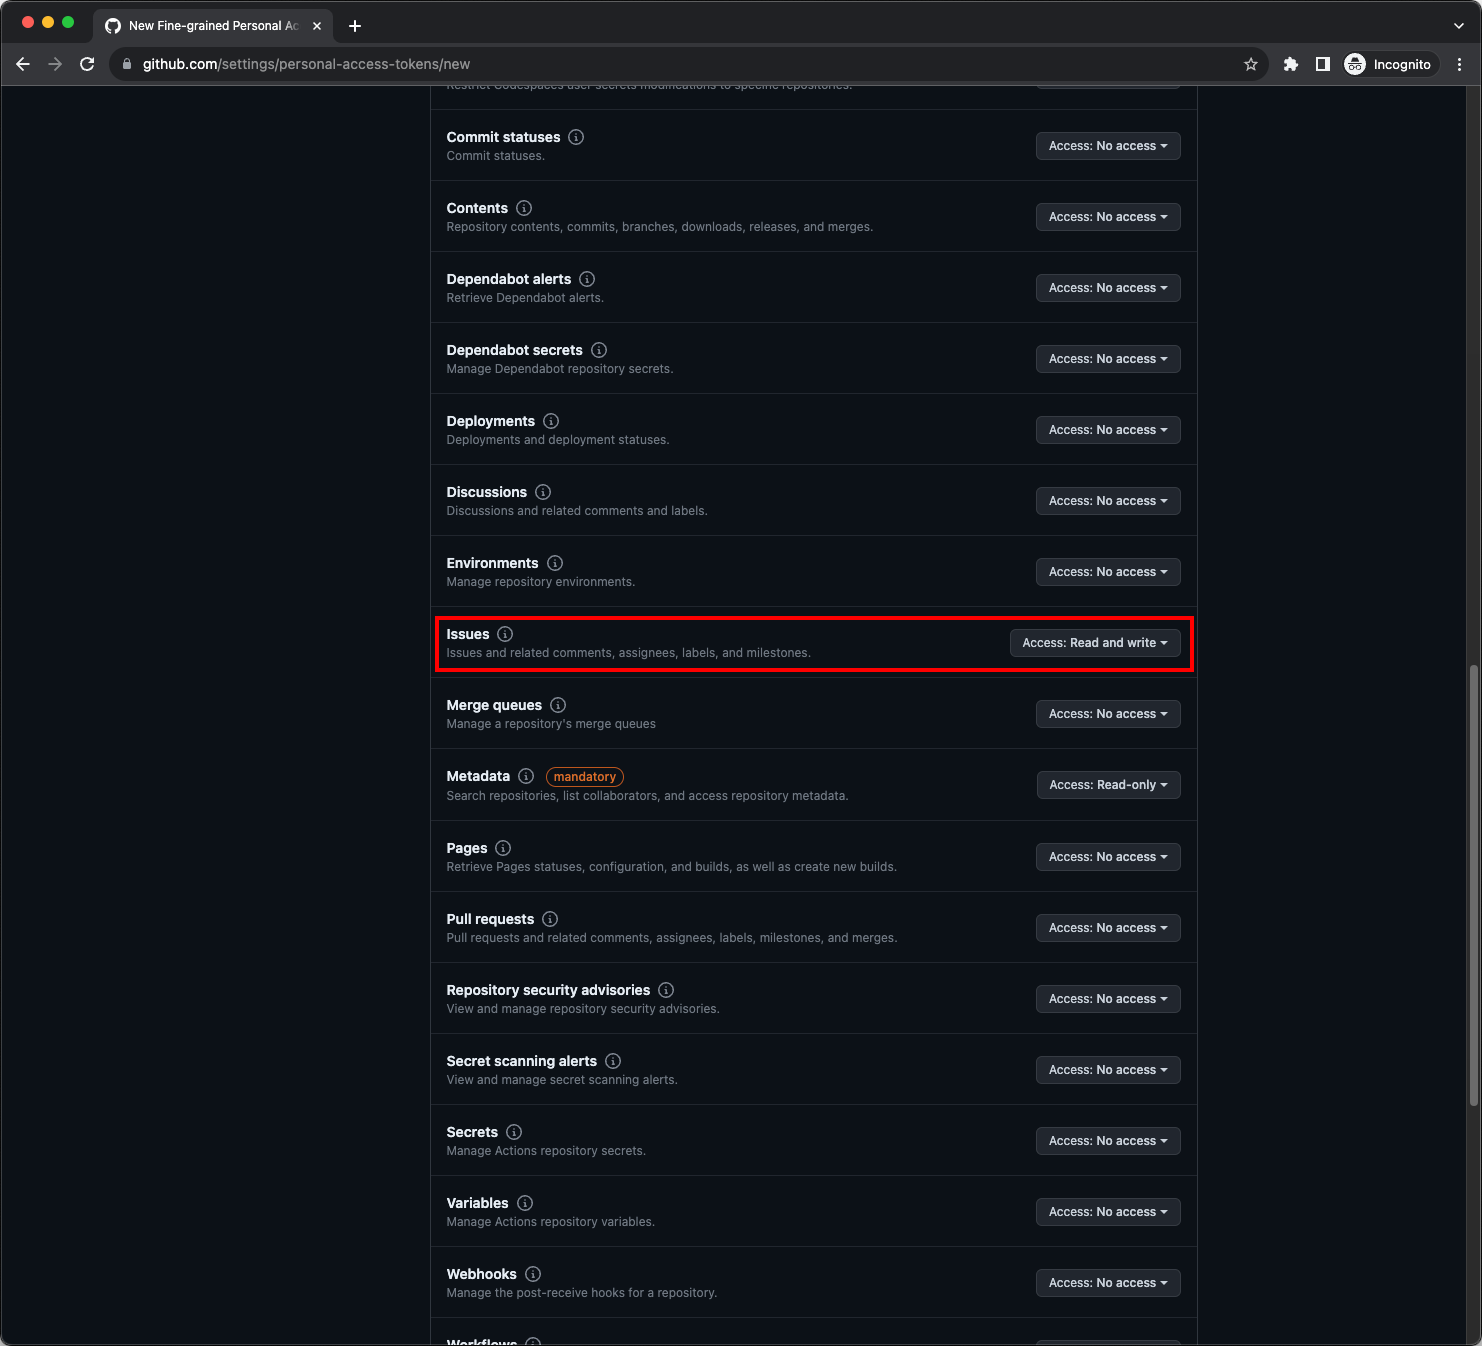 New Fine-grained Personal Ac
github.com/settings/personal-access-tokens/new
Incognito
Restrict Codespaces user secrets modifications to specific repositories.
Commit statuses
Commit statuses.
Access: No access
Contents
Repository contents, commits, branches, downloads, releases, and merges.
Access: No access
Dependabot alerts
Retrieve Dependabot alerts.
Access: No access
Dependabot secrets
Manage Dependabot repository secrets.
Access: No access
Deployments
Deployments and deployment statuses.
Access: No access
Discussions
Discussions and related comments and labels.
Access: No access
Environments
Manage repository environments.
Access: No access
Issues
Issues and related comments, assignees, labels, and milestones.
Access: Read and write
Merge queues
Manage a repository's merge queues
Access: No access
Metadata mandatory
Search repositories, list collaborators, and access repository metadata.
Access: Read-only
Pages
Retrieve Pages statuses, configuration, and builds, as well as create new builds.
Access: No access
Pull requests
Pull requests and related comments, assignees, labels, milestones, and merges.
Access: No access
Repository security advisories
View and manage repository security advisories.
Access: No access
Secret scanning alerts
View and manage secret scanning alerts.
Access: No access
Secrets
Manage Actions repository secrets.
Access: No access
Variables
Manage Actions repository variables.
Access: No access
Webhooks
Manage the post-receive hooks for a repository.
Access: No access
Workflows